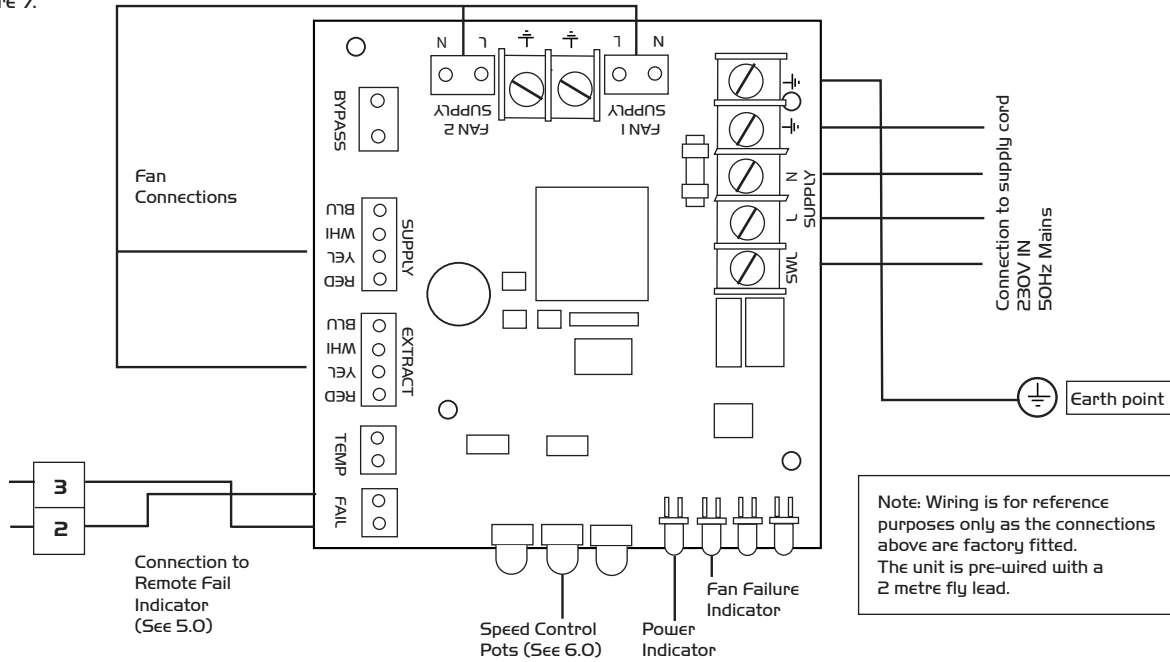 7.
N L ⏚ ⏚ L N
FAN 2
SUPPLY
FAN 1
SUPPLY
BYPASS
Fan
Connections
BLU
WHI
YEL
RED
SUPPLY
BLU
WHI
YEL
RED
EXTRACT
TEMP
FAIL
3
2
Connection to
Remote Fail
Indicator
(See 5.0)
Speed Control
Pots (See 6.0)
Power
Indicator
Fan Failure
Indicator
⏚
⏚
N
L
SUPPLY
SWL
Connection to supply cord
230V IN
50Hz Mains
Earth point
Note: Wiring is for reference
purposes only as the connections
above are factory fitted.
The unit is pre-wired with a
2 metre fly lead.